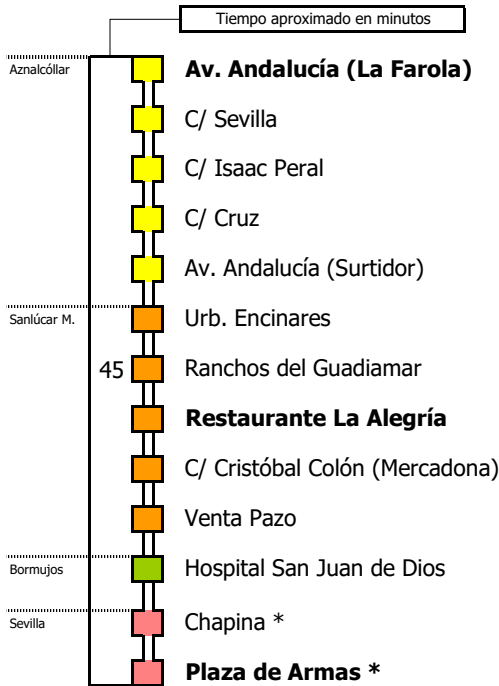 Tiempo aproximado en minutos
Aznalcóllar
Av. Andalucía (La Farola)
C/ Sevilla
C/ Isaac Peral
C/ Cruz
Av. Andalucía (Surtidor)
Sanlúcar M.
Urb. Encinares
45
Ranchos del Guadiamar
Restaurante La Alegría
C/ Cristóbal Colón (Mercadona)
Venta Pazo
Bormujos
Hospital San Juan de Dios
Sevilla
Chapina *
Plaza de Armas *